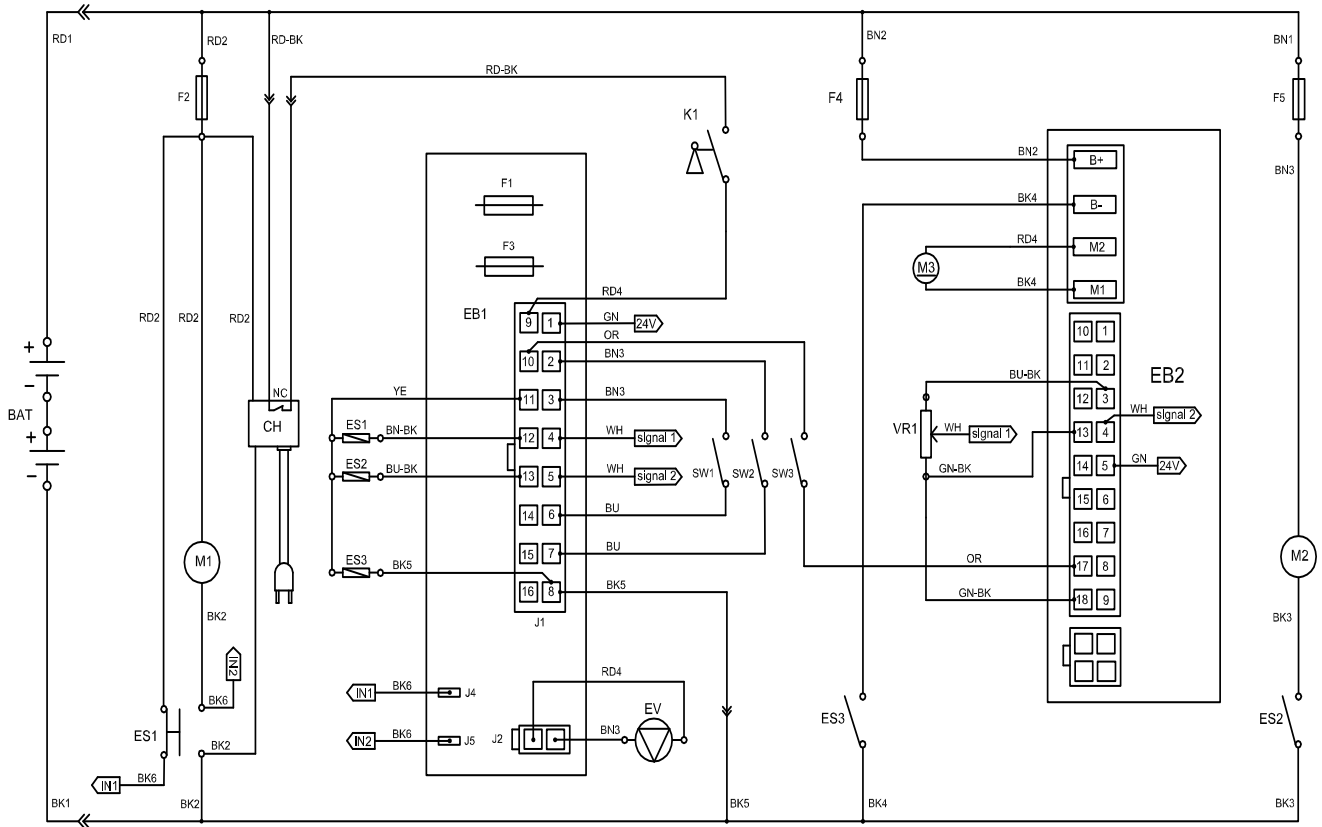 RD1
RD2
RD-BK
BN2
BN1
RD-BK
F2
K1
F4
F5
BN2
B+
BN3
F1
BK4
B-
RD4
M2
F3
M3
BK4
M1
RD4
EB1
9 1
GN
24V
OR
10 1
RD2
RD2
RD2
10 2
BN3
11 2
BU-BK
EB2
+
-
BAT
+
-
NC
CH
YE
11 3
BN3
12 3
WH
signal 2
ES1
BN-BK
12 4
WH
signal 1
VR1
WH
signal 1
13 4
ES2
BU-BK
13 5
WH
signal 2
SW1
SW2
SW3
GN-BK
14 5
GN
24V
14 6
BU
15 6
15 7
BU
16 7
M1
ES3
BK5
16 8
BK5
OR
17 8
M2
J1
GN-BK
18 9
BK2
BK3
IN2
RD4
IN1
BK6
J4
BK6
EV
ES3
ES2
ES1
BK2
IN2
BK6
J5
J2
BN3
IN1
BK6
BK1
BK2
BK5
BK4
BK3